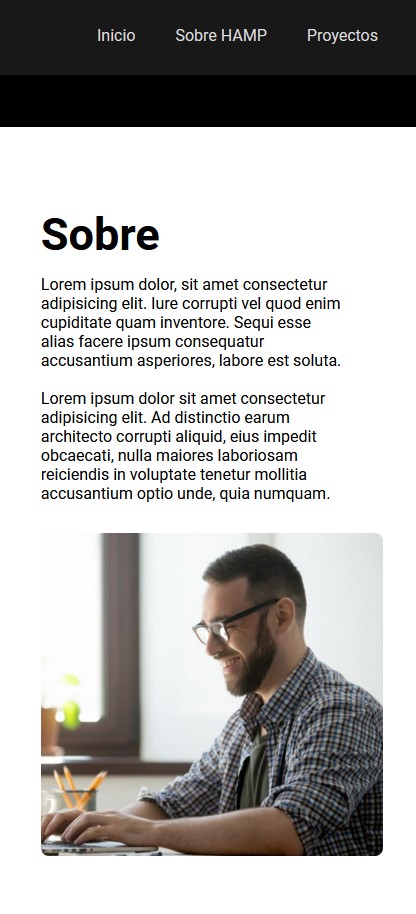 Inicio Sobre HAMP Proyectos
Sobre
Lorem ipsum dolor, sit amet consectetur
adipisicing elit. Iure corrupti vel quod enim
cupiditate quam inventore. Sequi esse
alias facere ipsum consequatur
accusantium asperiores, labore est soluta.
Lorem ipsum dolor sit amet consectetur
adipisicing elit. Ad distinctio earum
architecto corrupti aliquid, eius impedit
obcaecati, nulla maiores laboriosam
reiciendis in voluptate tenetur mollitia
accusantium optio unde, quia numquam.